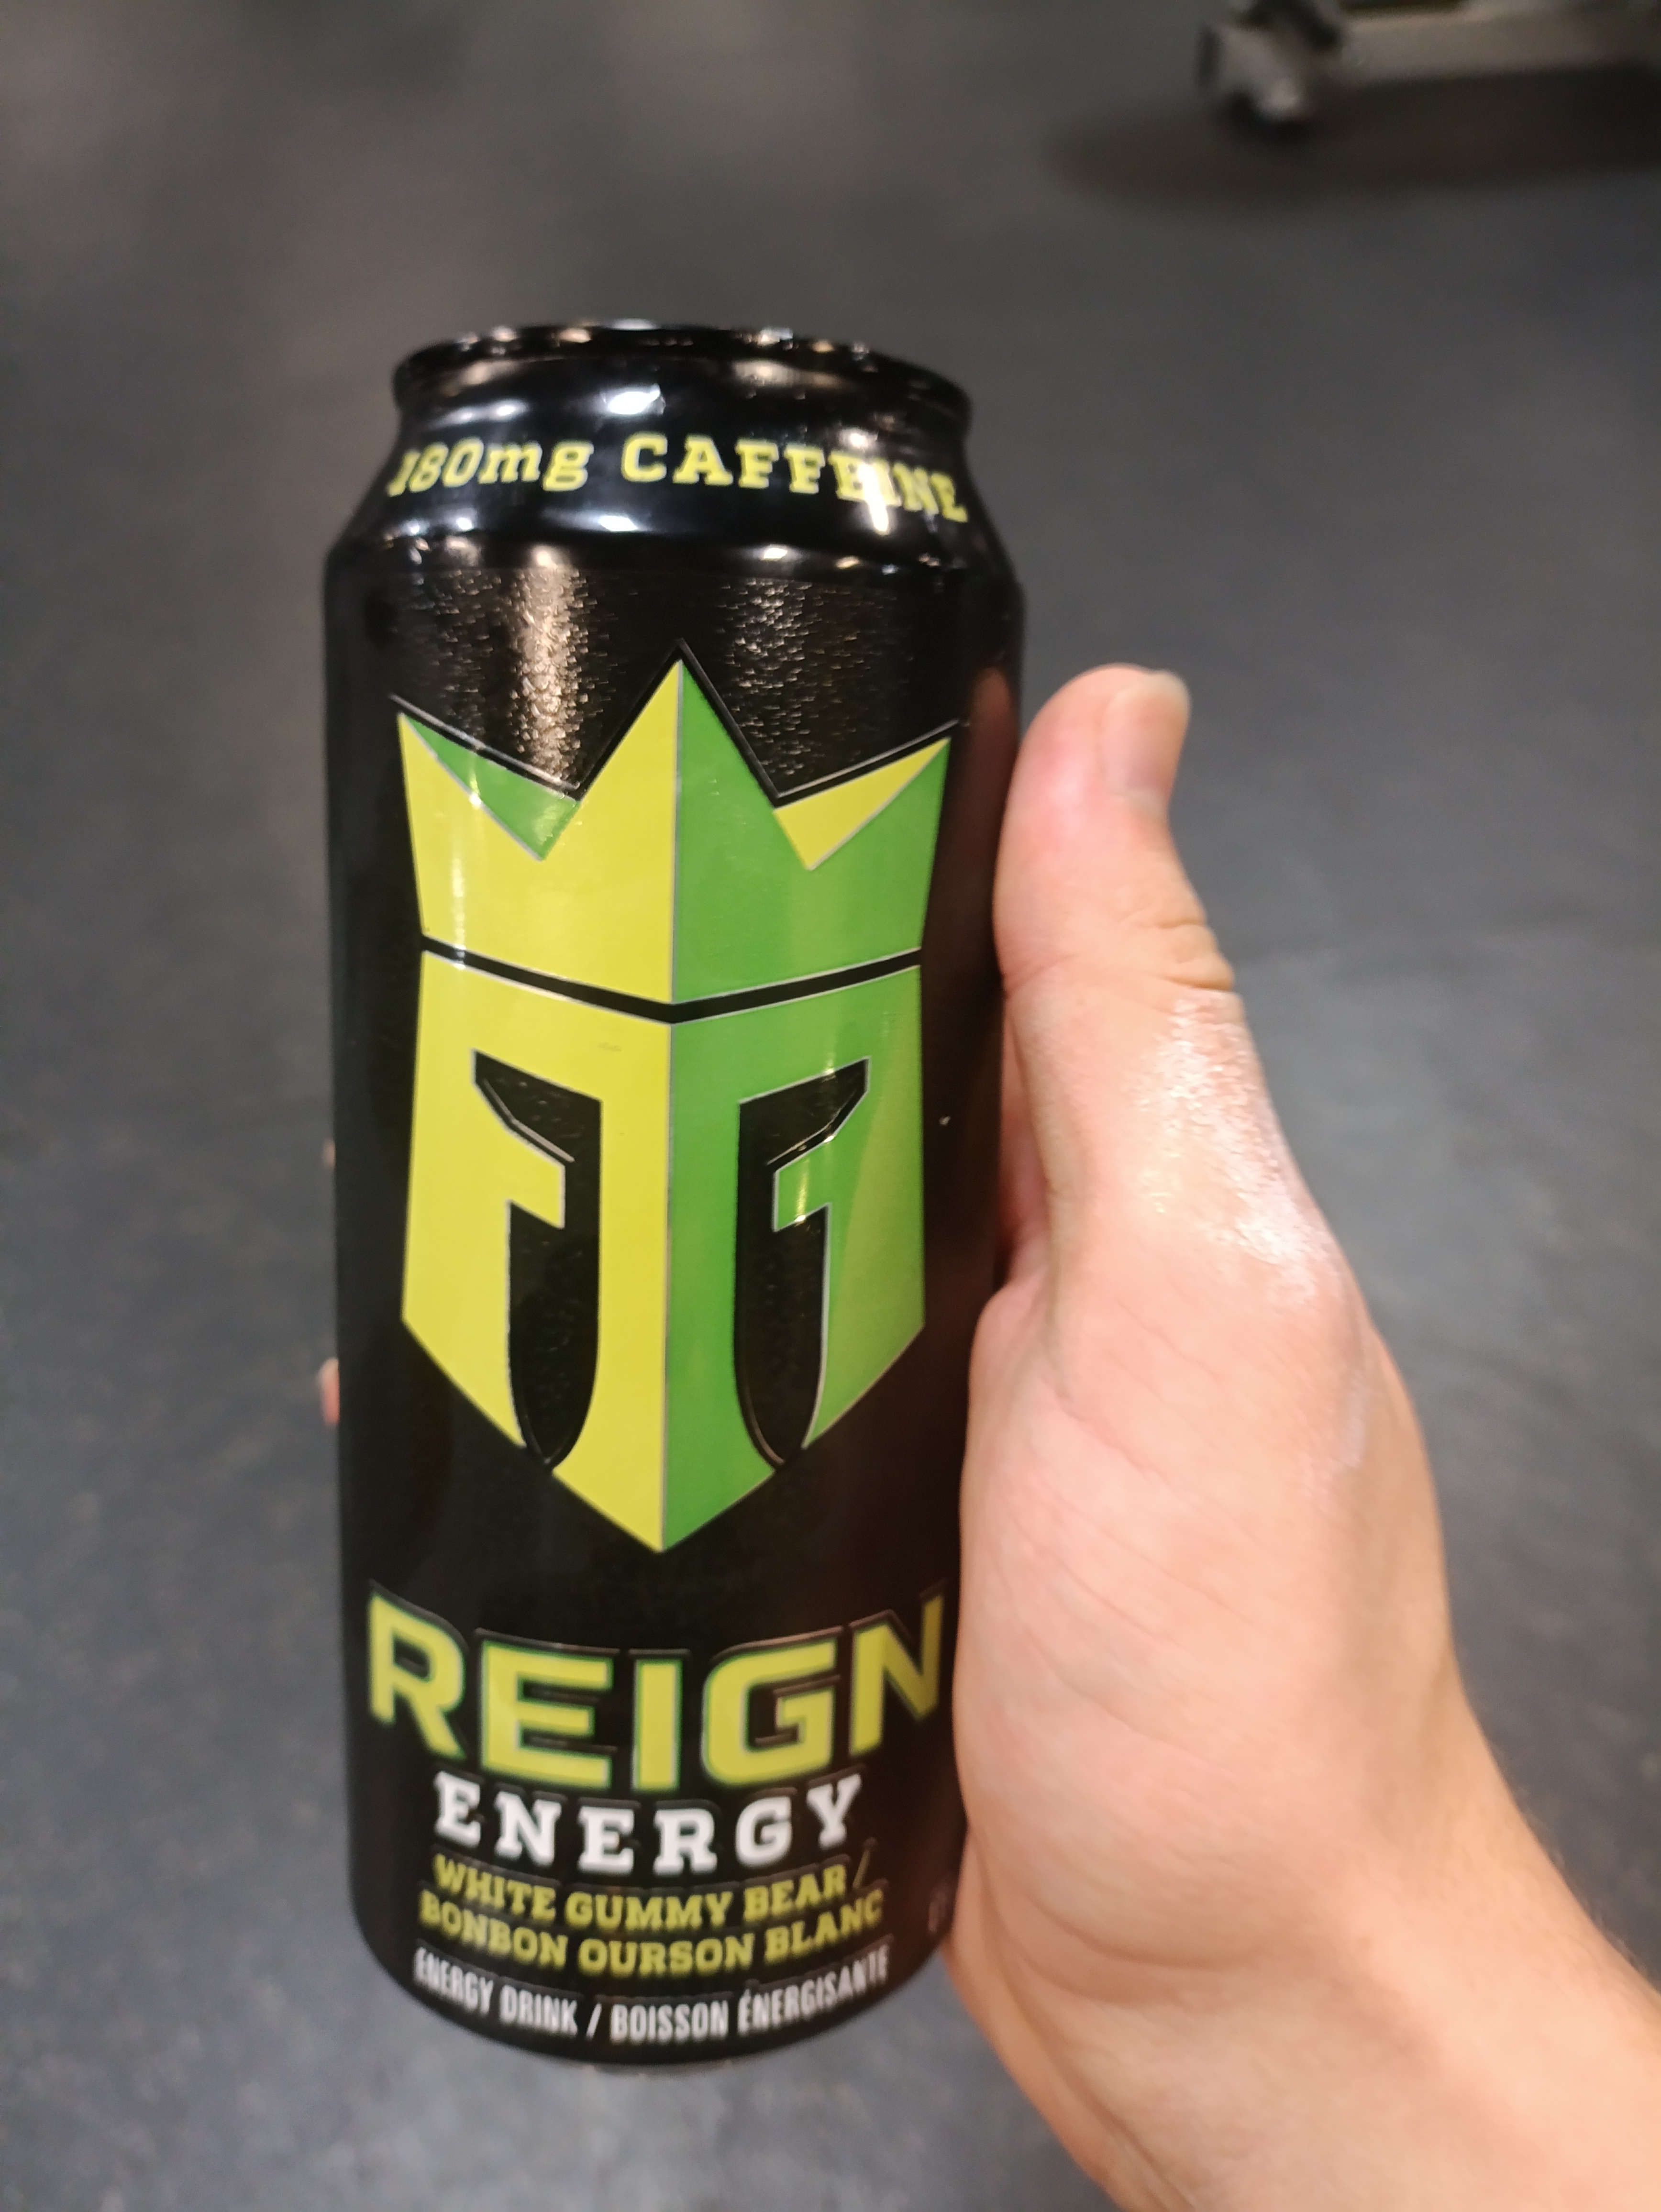 180mg CAFFEINE
REIGN
ENERGY
WHITE GUMMY BEAR /
BONBON OURSON BLANC
ENERGY DRINK / BOISSON ÉNERGISANTE